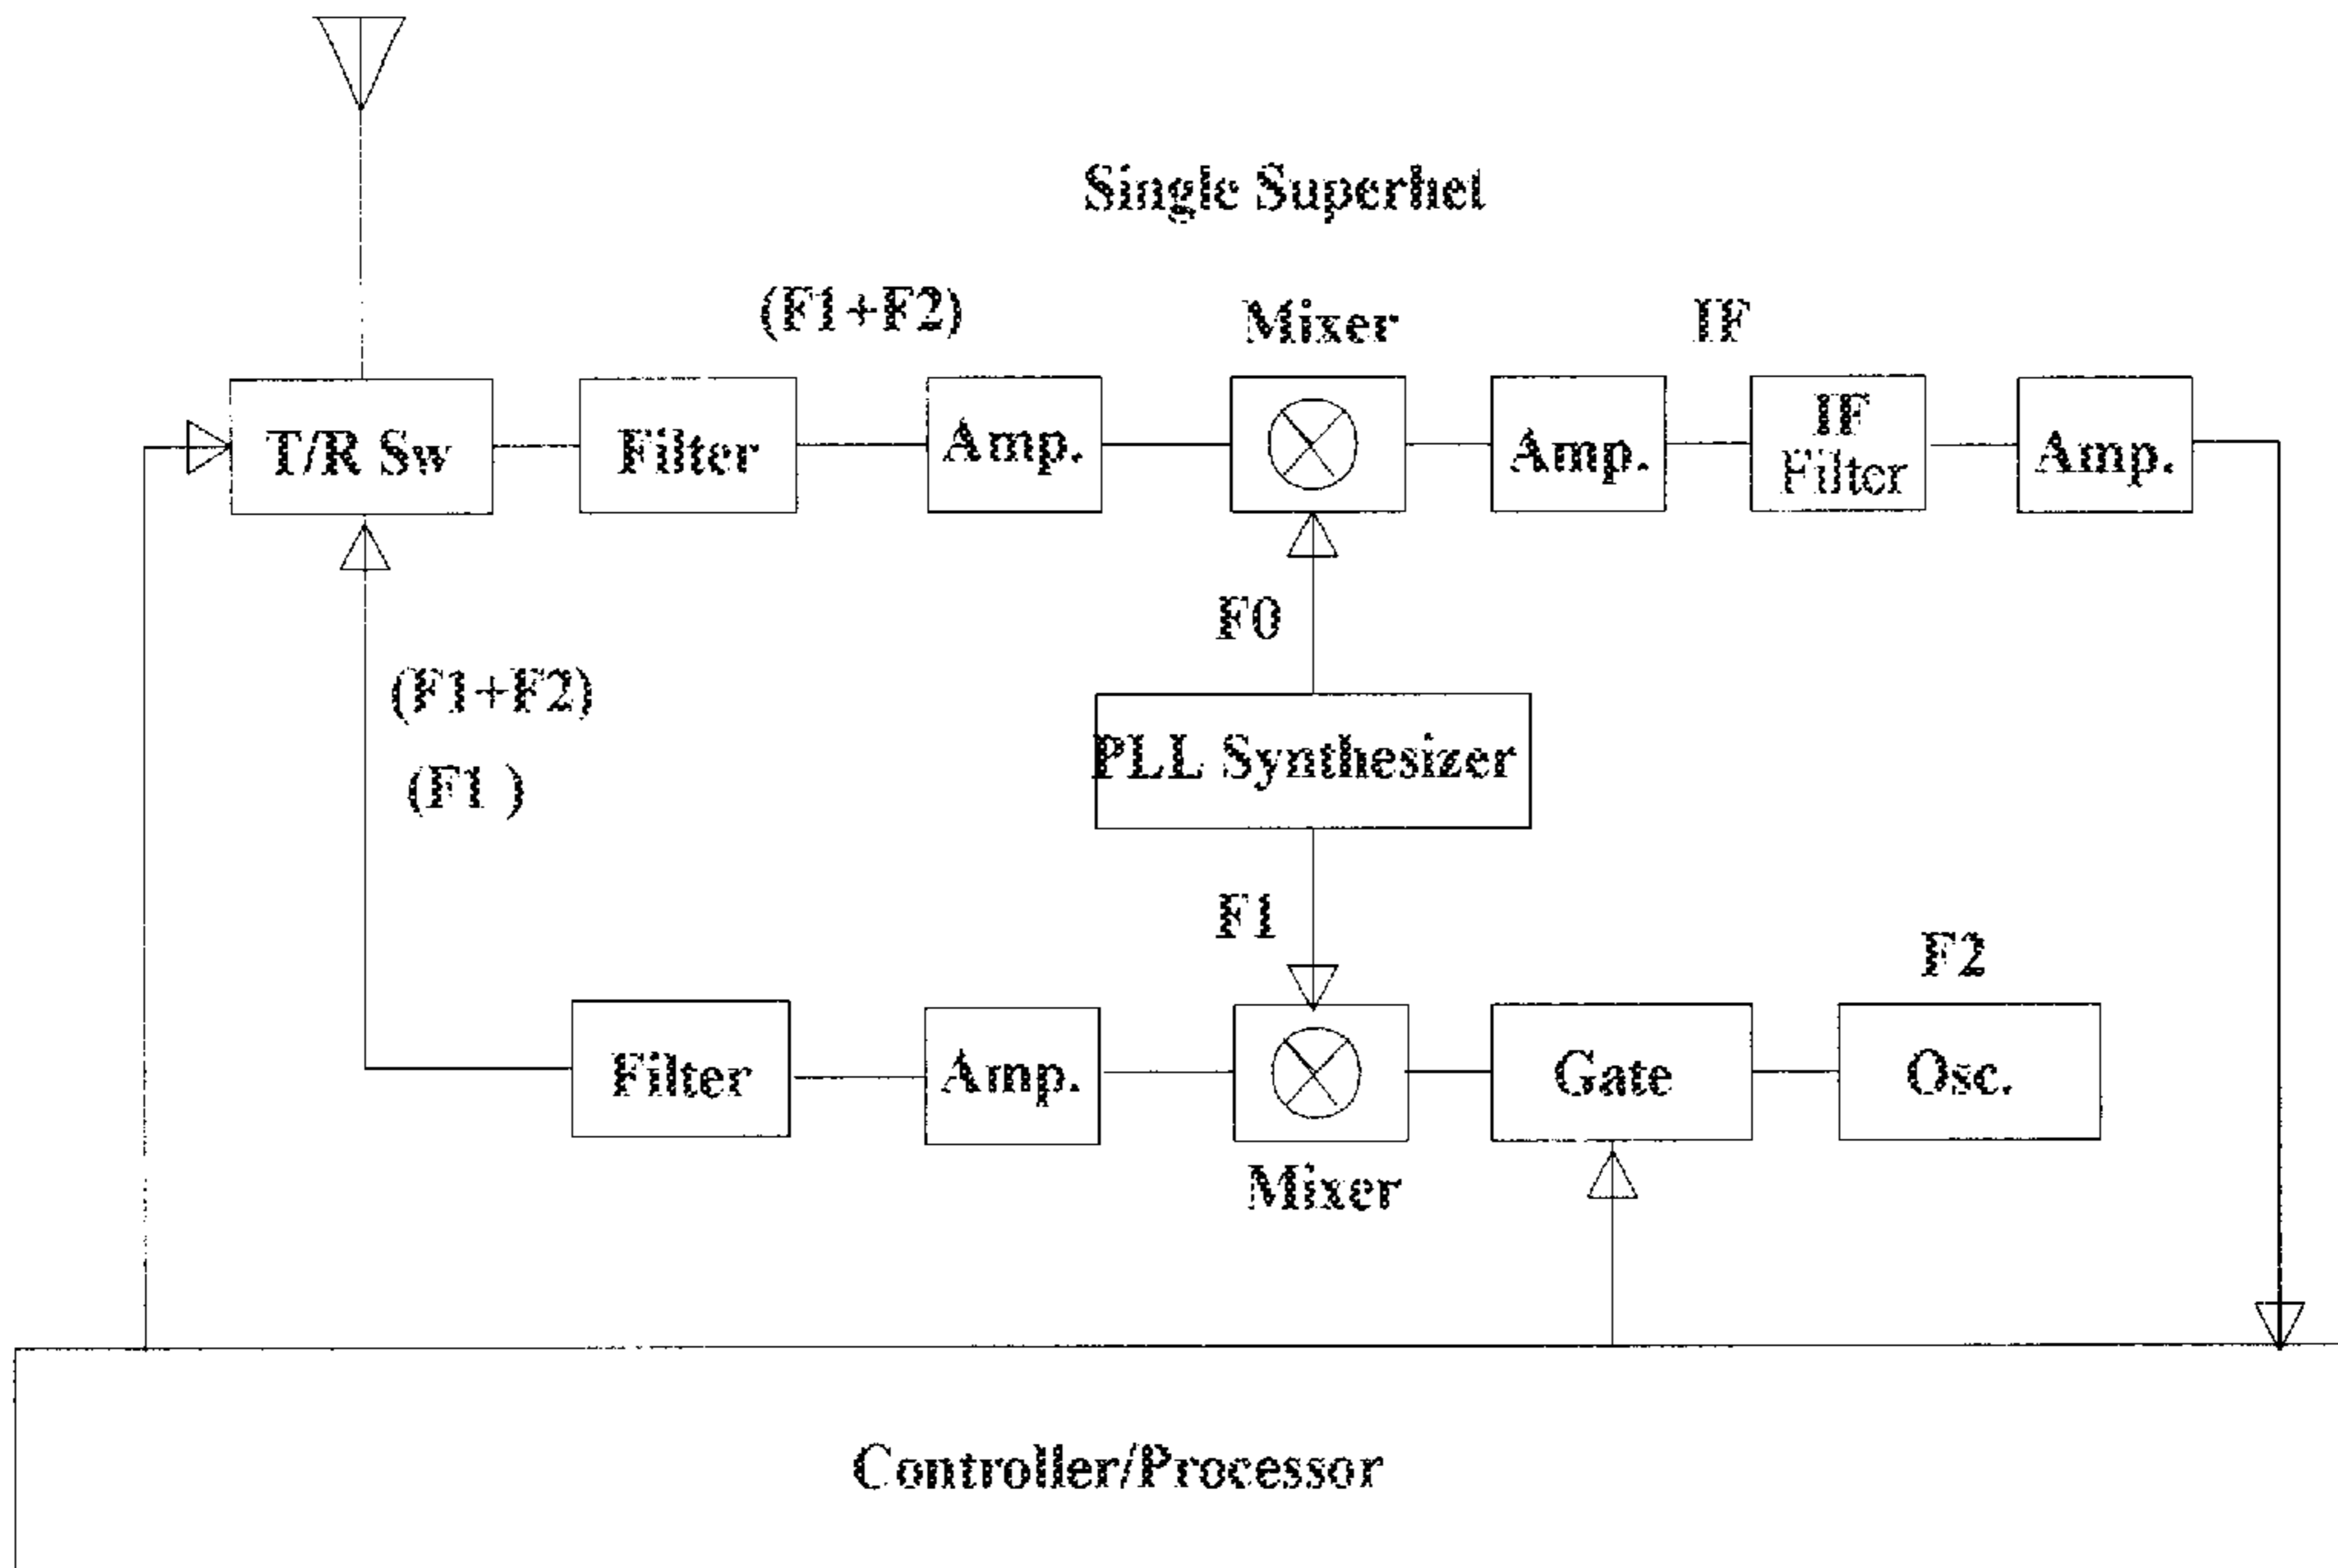 Single Superhet
(F1+F2)
Mixer
IF
T/R Sw
Filter
Amp.
Amp.
IF
Filter
Amp.
F0
(F1+F2)
(F1 )
PLL Synthesizer
F1
F2
Filter
Amp.
Gate
Osc.
Mixer
Controller/Processor